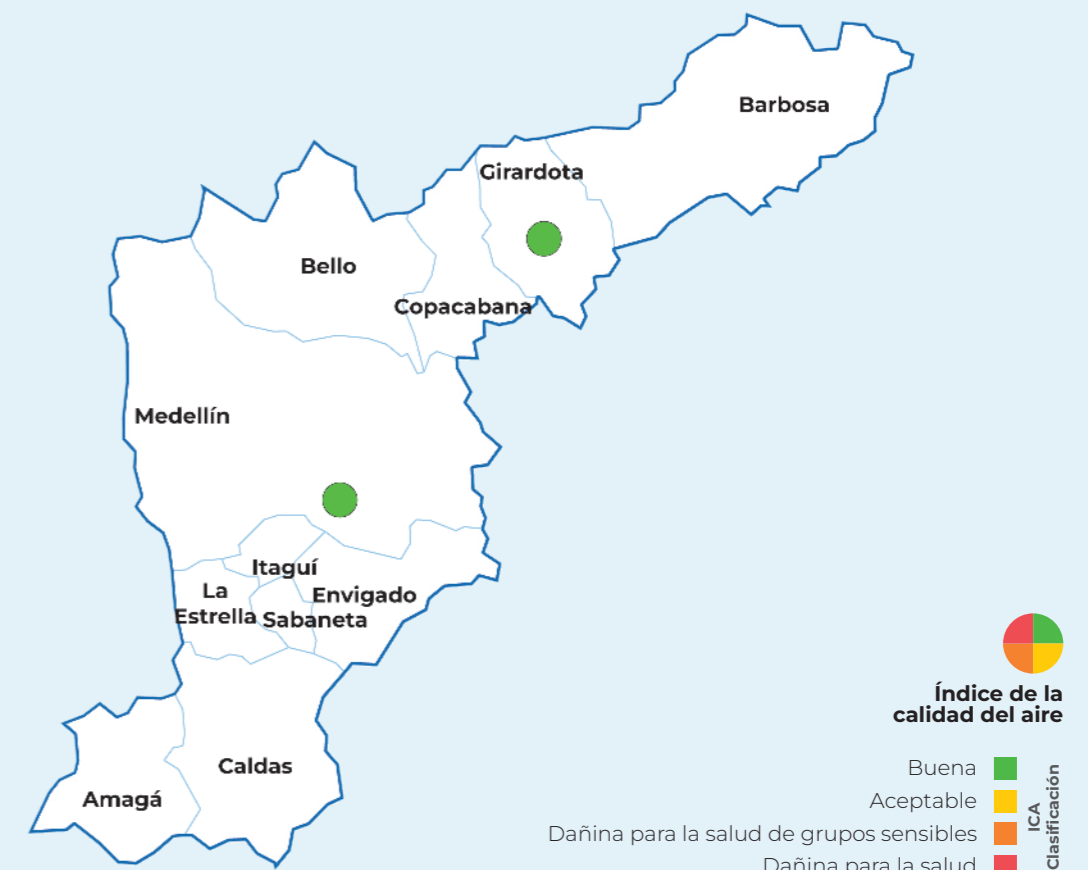 Barbosa
Girardota
Bello
Copacabana
Medellín
Itaguí
La
Estrella
Envigado
Sabaneta
Caldas
Amagá
Índice de la
calidad del aire
Buena
Aceptable
Dañina para la salud de grupos sensibles
Dañina para la salud
ICA
Clasificación